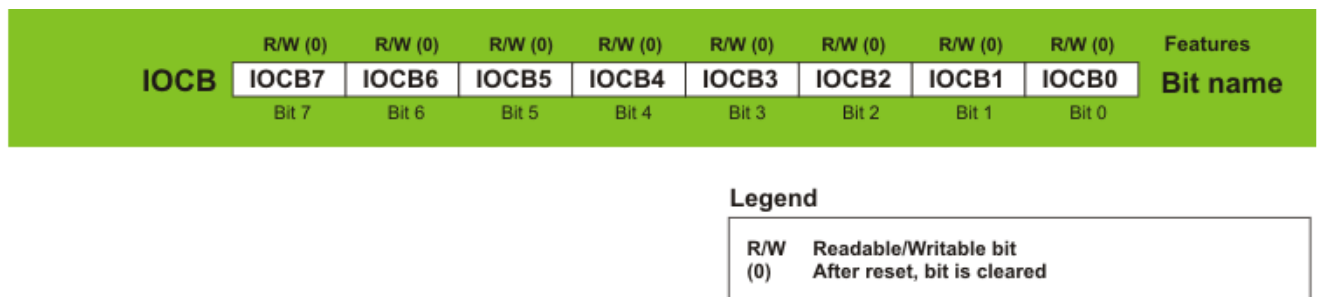 R/W (0) R/W (0) R/W (0) R/W (0) R/W (0) R/W (0) R/W (0) R/W (0) Features
IOCB IOCB7 IOCB6 IOCB5 IOCB4 IOCB3 IOCB2 IOCB1 IOCB0 Bit name
Bit 7 Bit 6 Bit 5 Bit 4 Bit 3 Bit 2 Bit 1 Bit 0
Legend
R/W Readable/Writable bit
(0) After reset, bit is cleared